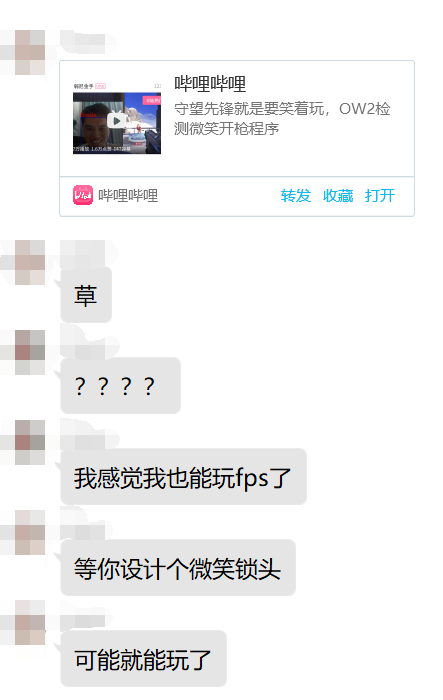 哔哩哔哩
守望先锋就是要笑着玩，OW2检
测微笑开枪程序
哔哩哔哩
转发 收藏 打开
草
？？？？
我感觉我也能玩fps了
等你设计个微笑锁头
可能就能玩了